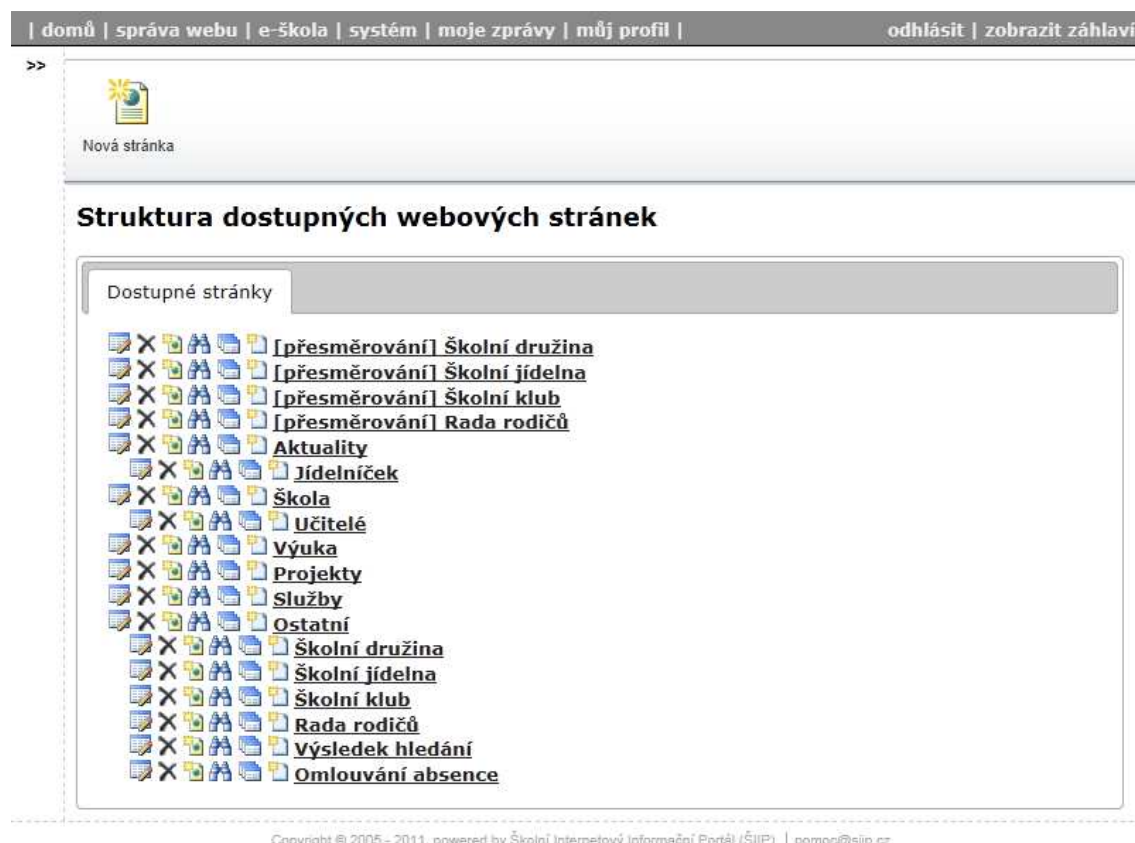 | domů | správa webu | e-škola | systém | moje zprávy | můj profil | odhlásit | zobrazit záhlaví
>>
Nová stránka
Struktura dostupných webových stránek
Dostupné stránky
[přesměrování] Školní družina
[přesměrování] Školní jídelna
[přesměrování] Školní klub
[přesměrování] Rada rodičů
Aktuality
Jídelníček
Škola
Učitelé
Výuka
Projekty
Služby
Ostatní
Školní družina
Školní jídelna
Školní klub
Rada rodičů
Výsledek hledání
Omlouvání absence
Copyright © 2005 - 2011, powered by Školní Internetový Informační Portál (ŠIIP) | pomoc@siip.cz